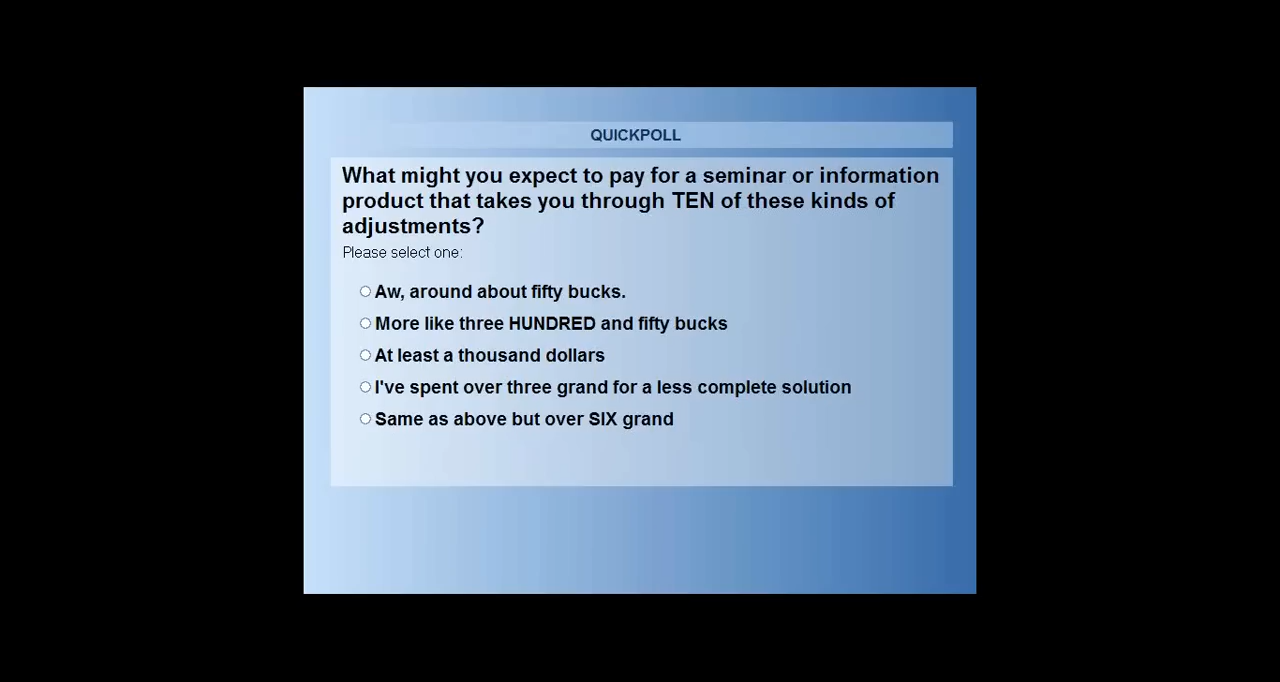 QUICKPOLL
What might you expect to pay for a seminar or information
product that takes you through TEN of these kinds of
adjustments?
Please select one:
Aw, around about fifty bucks.
More like three HUNDRED and fifty bucks
At least a thousand dollars
I've spent over three grand for a less complete solution
Same as above but over SIX grand